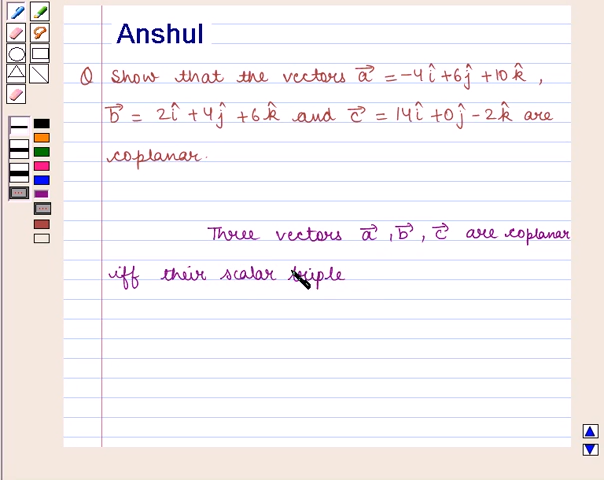 Anshul
Q Show that the vectors a⃗ = -4î+6ĵ+10k̂,
b⃗ = 2î+4ĵ+6k̂ and c⃗ = 14î+0ĵ-2k̂ are
coplanar.
Three vectors a⃗, b⃗, c⃗ are coplanar
iff their scalar triple